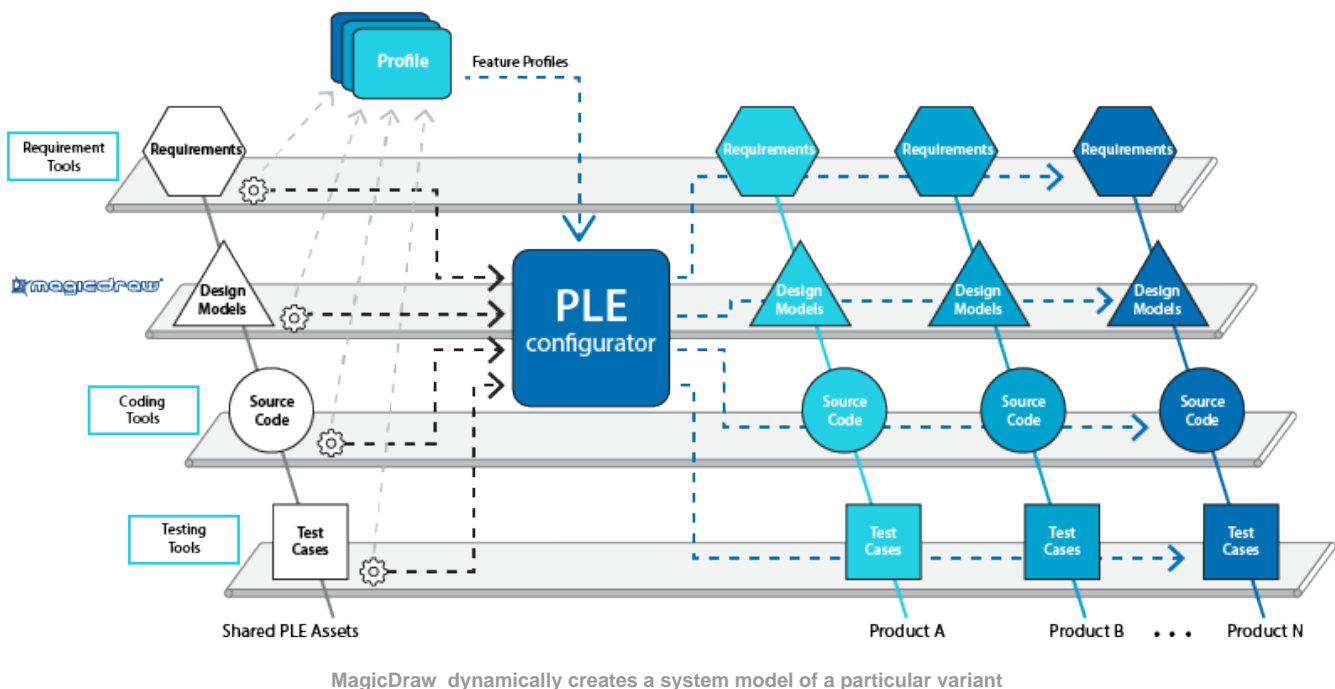 Profile
Feature Profiles
Requirement
Tools
Requirements
Requirements
Requirements
Requirements
magicdraw
Design
Models
PLE
configurator
Design
Models
Design
Models
Design
Models
Coding
Tools
Source
Code
Source
Code
Source
Code
Source
Code
Testing
Tools
Test
Cases
Test
Cases
Test
Cases
Test
Cases
Shared PLE Assets
Product A
Product B
• • •
Product N
MagicDraw dynamically creates a system model of a particular variant